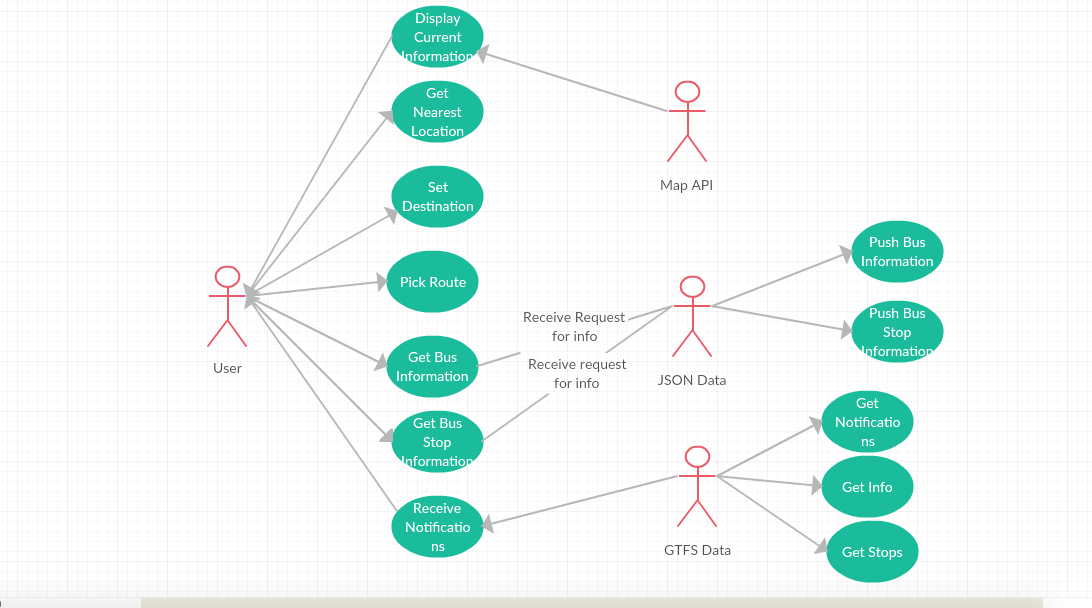 Display
Current
Information
Get
Nearest
Location
Map API
Set
Destination
Push Bus
Information
Pick Route
Receive Request
for info
Push Bus
Stop
Information
Get Bus
Information
Receive request
for info
User
JSON Data
Get Bus
Stop
Information
Get
Notificatio
ns
Get Info
Receive
Notificatio
ns
GTFS Data
Get Stops